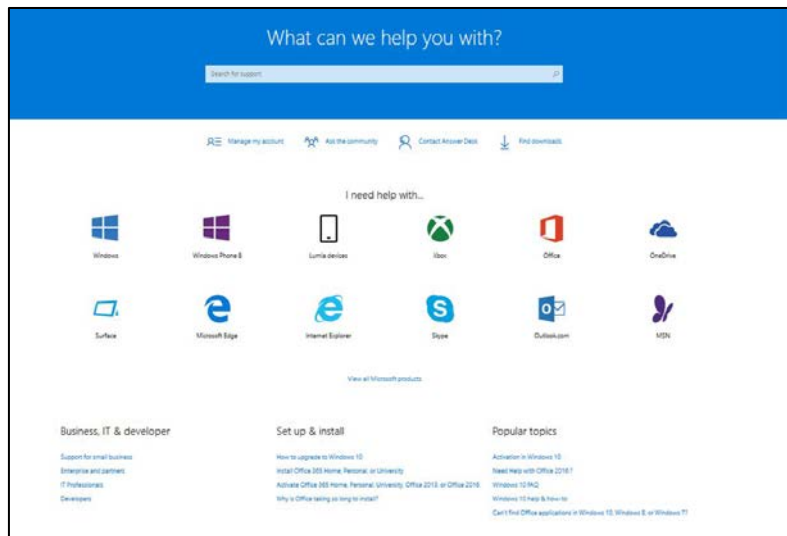 What can we help you with?
Search for support
Manage my account Ask the community Contact Answer Desk Find downloads
I need help with...
Windows Windows Phone 8 Lumia devices Xbox Office OneDrive
Surface Microsoft Edge Internet Explorer Skype Outlook.com MSN
View all Microsoft products
Business, IT & developer
Support for small business
Enterprise and partners
IT Professionals
Developers
Set up & install
How to upgrade to Windows 10
Install Office 365 Home, Personal, or University
Activate Office 365 Home, Personal, University, Office 2013, or Office 2016
Why is Office taking so long to install?
Popular topics
Activation in Windows 10
Need Help with Office 2016?
Windows 10 FAQ
Windows 10 help & how-to
Can't find Office applications in Windows 10, Windows 8, or Windows 7?